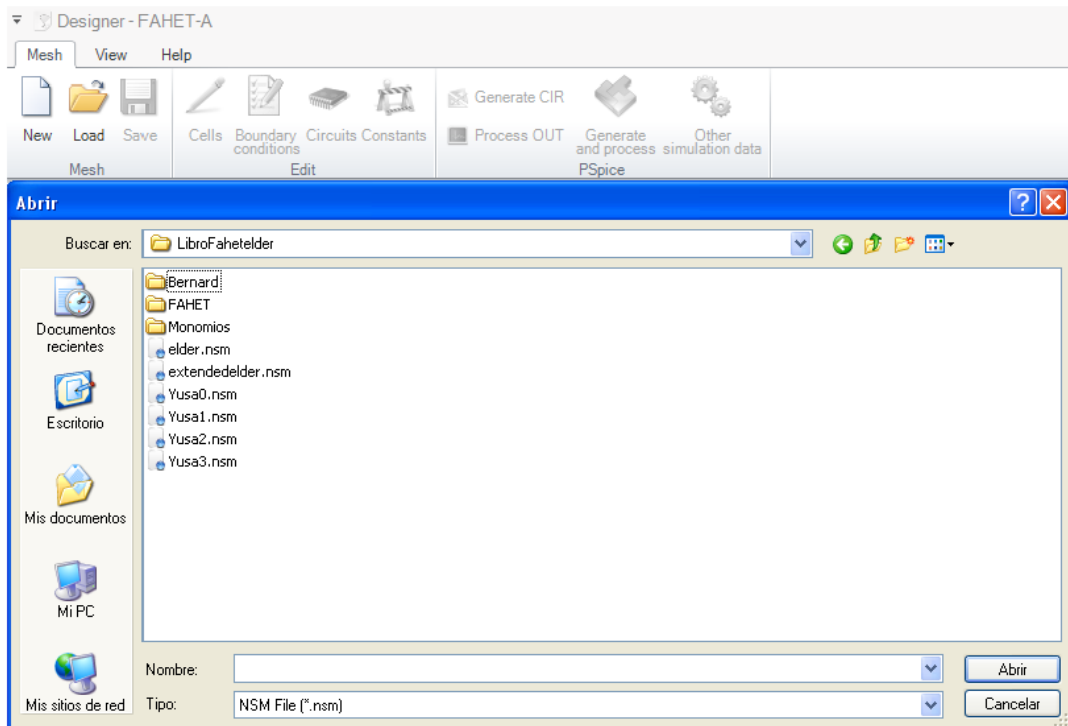 Designer - FAHET-A
Mesh View Help
New Load Save
Mesh
Cells Boundary conditions Circuits Constants
Edit
Generate CIR
Process OUT Generate and process Other simulation data
PSpice
Abrir
Buscar en: LibroFahetelder
Documentos recientes
Escritorio
Mis documentos
Mi PC
Mis sitios de red
Bernard
FAHET
Monomios
elder.nsm
extendedelder.nsm
Yusa0.nsm
Yusa1.nsm
Yusa2.nsm
Yusa3.nsm
Nombre: Abrir
Tipo: NSM File (*.nsm) Cancelar